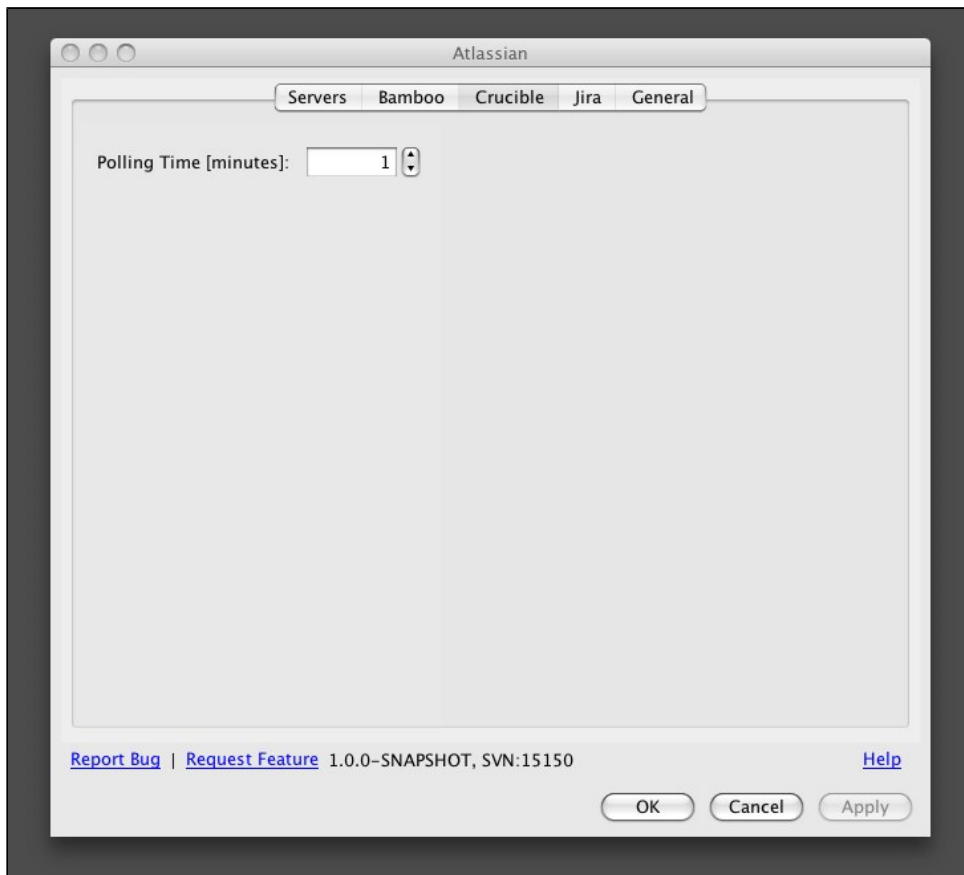 Atlassian
Servers Bamboo Crucible Jira General
Polling Time [minutes]: 1
Report Bug | Request Feature 1.0.0-SNAPSHOT, SVN:15150 Help
OK Cancel Apply